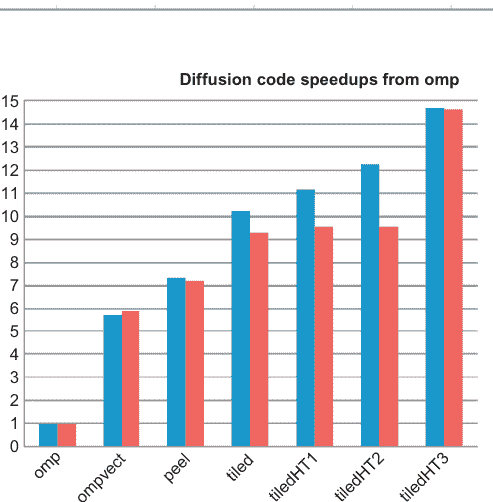 Diffusion code speedups from omp
15
14
13
12
11
10
9
8
7
6
5
4
3
2
1
0
omp
ompvect
peel
tiled
tiledHT1
tiledHT2
tiledHT3